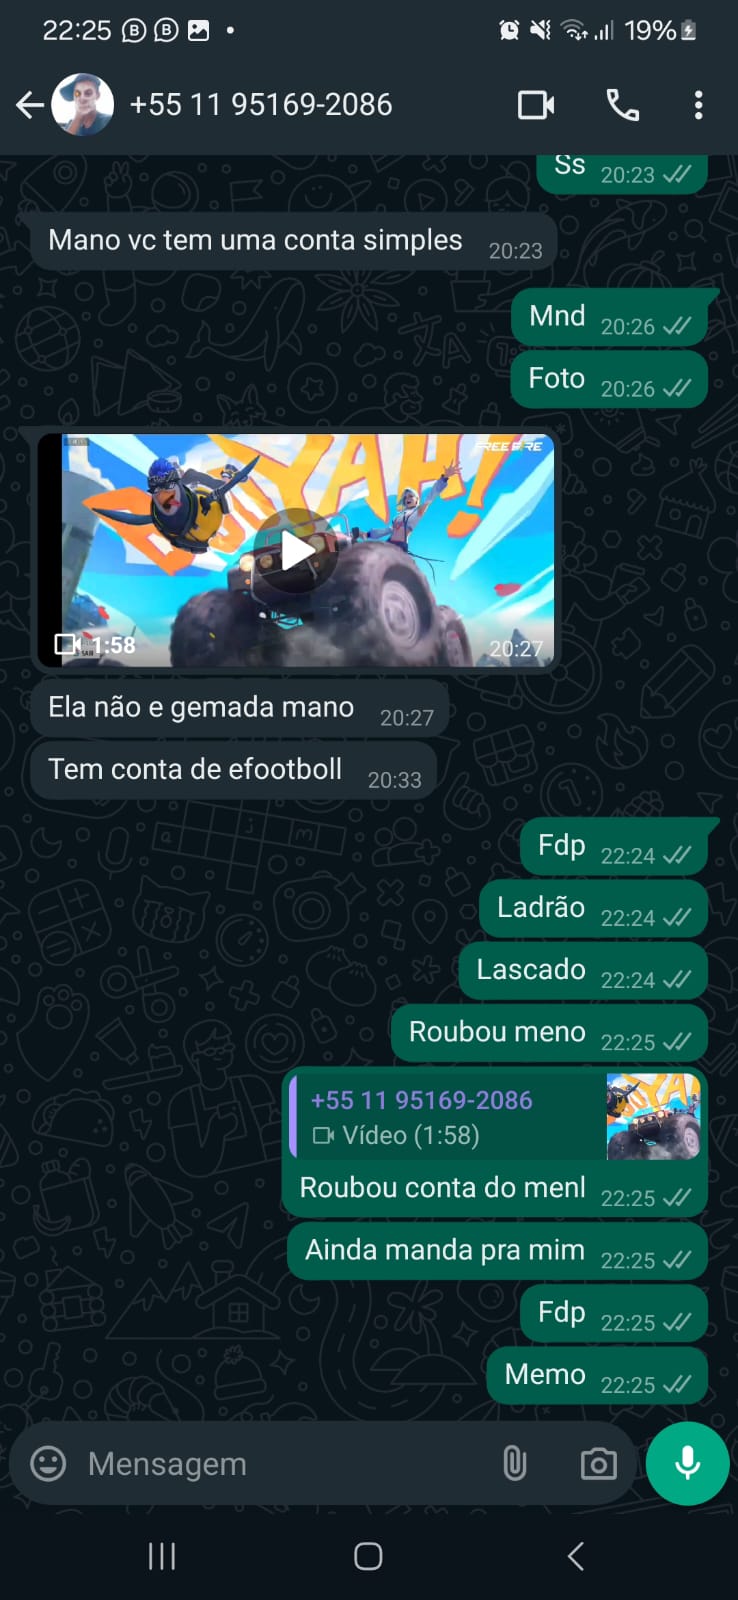 22:25
19%
+55 11 95169-2086
Ss 20:23
Mano vc tem uma conta simples 20:23
Mnd 20:26
Foto 20:26
BOOYAH!
FREE FIRE
1:58
20:27
Ela não e gemada mano 20:27
Tem conta de efootboll 20:33
Fdp 22:24
Ladrão 22:24
Lascado 22:24
Roubou meno 22:25
+55 11 95169-2086
Vídeo (1:58)
Roubou conta do menl 22:25
Ainda manda pra mim 22:25
Fdp 22:25
Memo 22:25
Mensagem